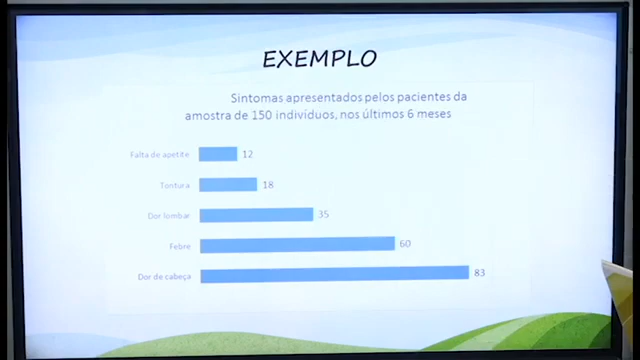 EXEMPLO
Sintomas apresentados pelos pacientes da
amostra de 150 indivíduos, nos últimos 6 meses
Falta de apetite 12
Tontura 18
Dor lombar 35
Febre 60
Dor de cabeça 83